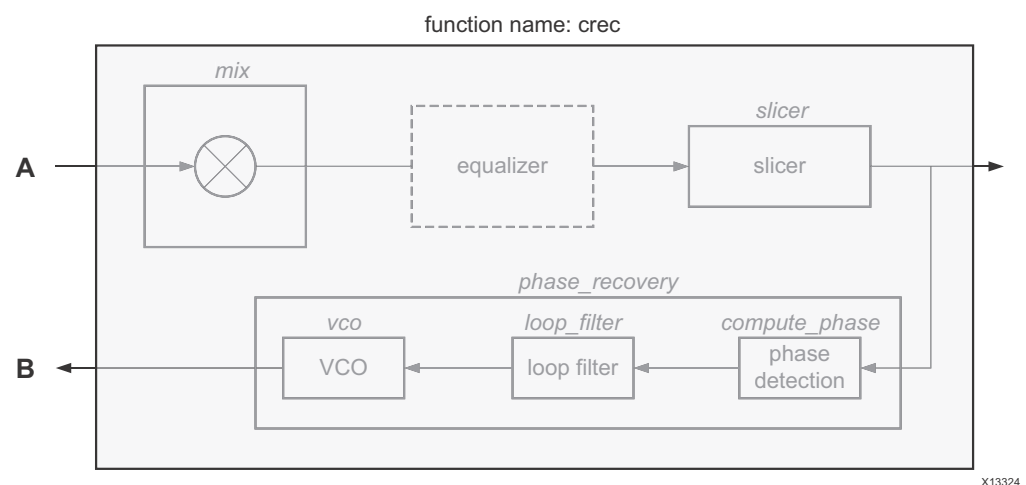 function name: crec
mix
slicer
A
equalizer
slicer
phase_recovery
vco
loop_filter
compute_phase
B
VCO
loop filter
phase
detection
X13324